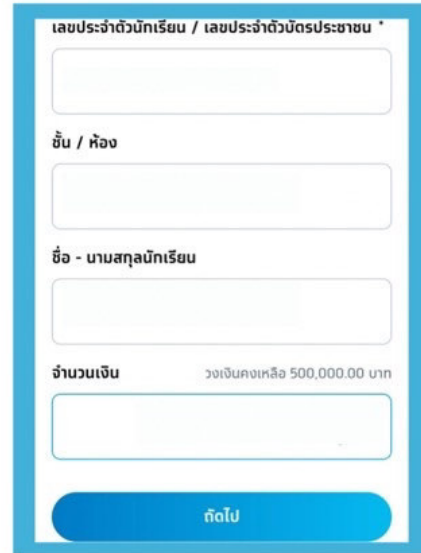 เลขประจำตัวนักเรียน / เลขประจำตัวบัตรประชาชน *
ชั้น / ห้อง
ชื่อ - นามสกุลนักเรียน
จำนวนเงิน วงเงินคงเหลือ 500,000.00 บาท
ถัดไป